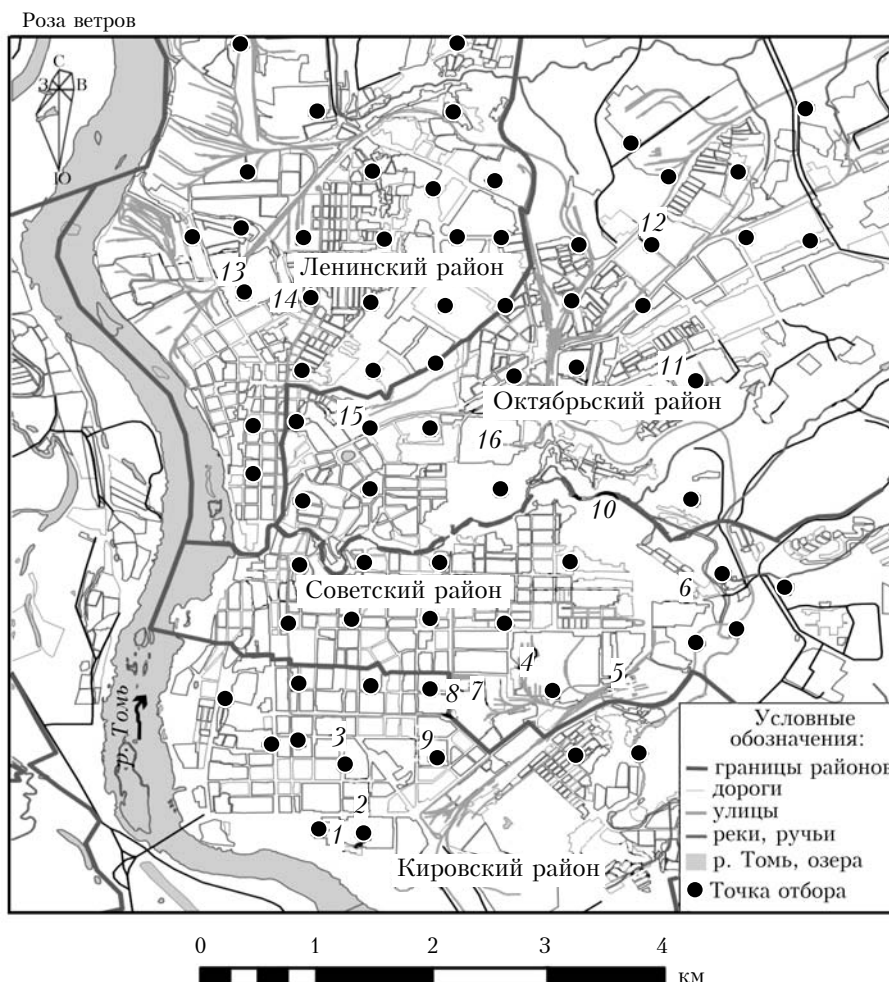 Роза ветров
С
З В
Ю
12
13
Ленинский район
14
11
Октябрьский район
15
16
10
Советский район
6
4
5
8 7
р. Томь
3
9
2
1
Кировский район
Условные
обозначения:
границы районов
дороги
улицы
реки, ручьи
р. Томь, озера
Точка отбора
0 1 2 3 4
км